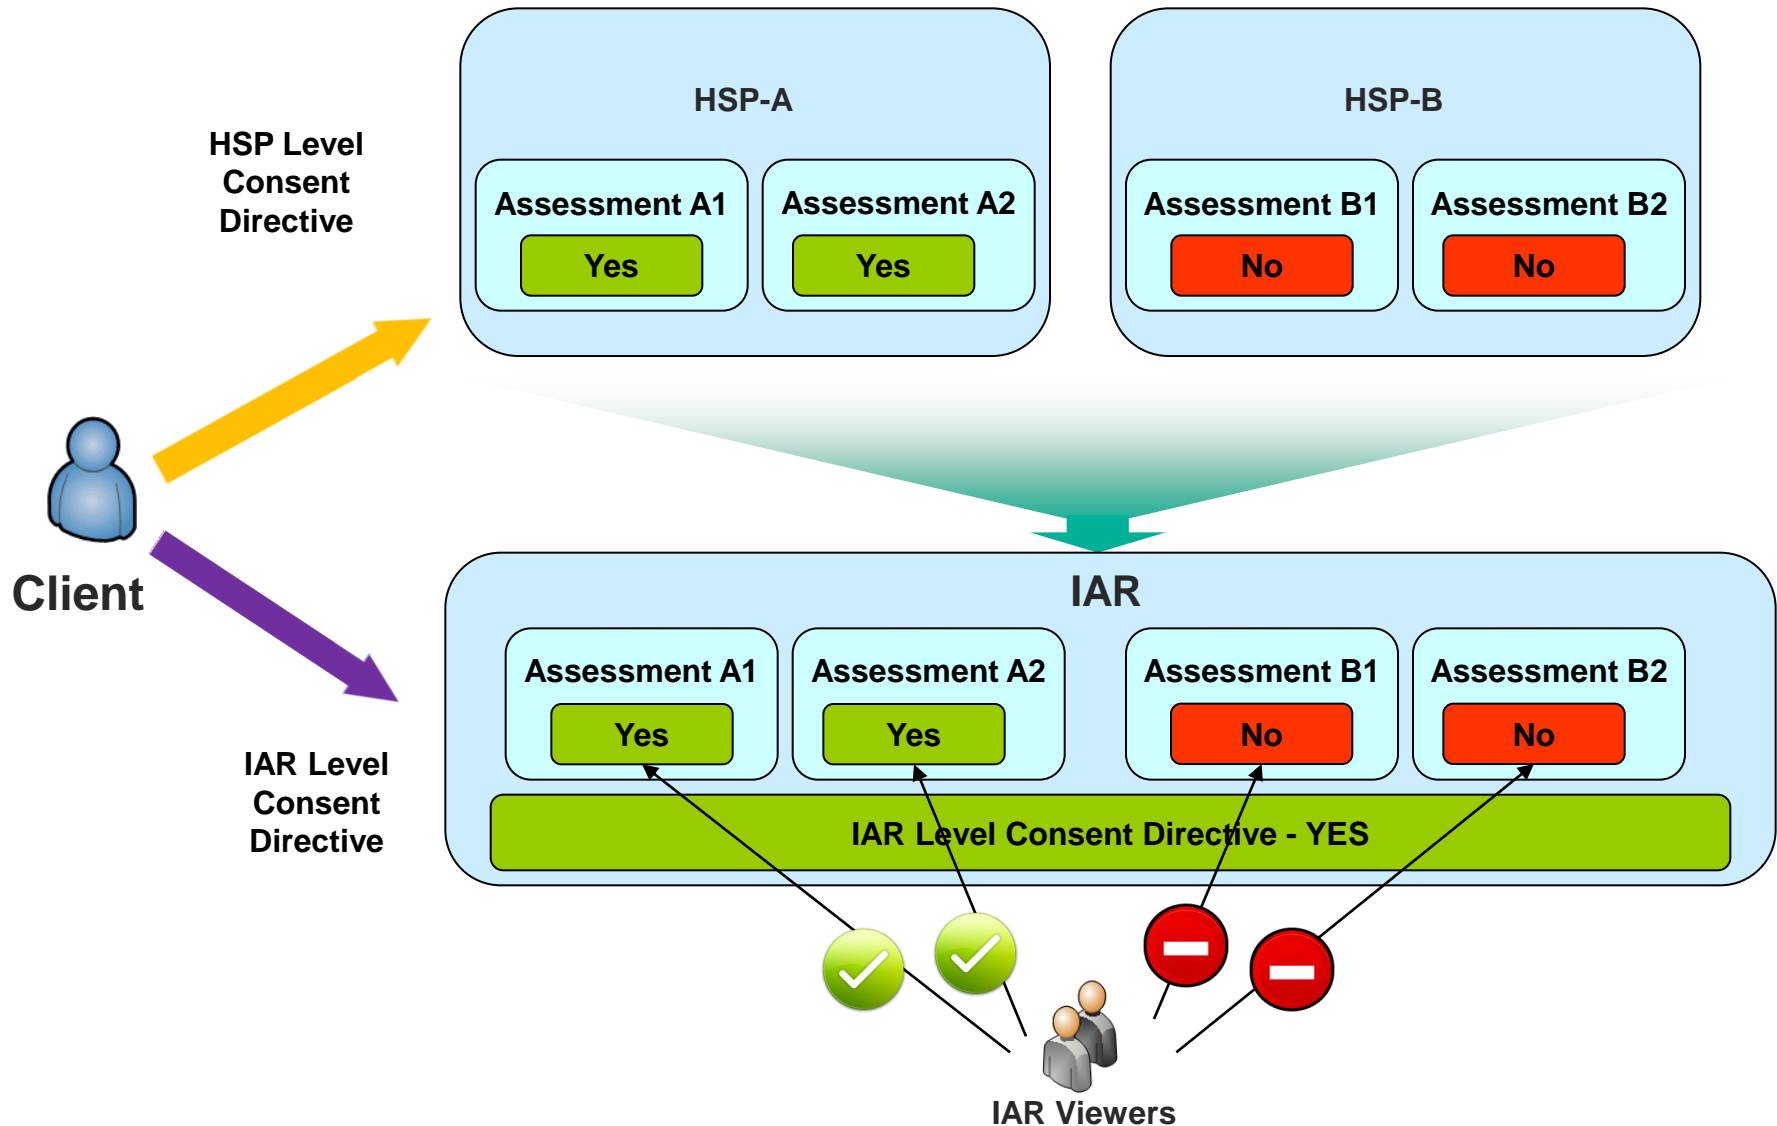 HSP-A
HSP-B
HSP Level
Consent
Directive
Assessment A1
Assessment A2
Assessment B1
Assessment B2
Yes
Yes
No
No
Client
IAR
Assessment A1
Assessment A2
Assessment B1
Assessment B2
Yes
Yes
No
No
IAR Level
Consent
Directive
IAR Level Consent Directive - YES
IAR Viewers